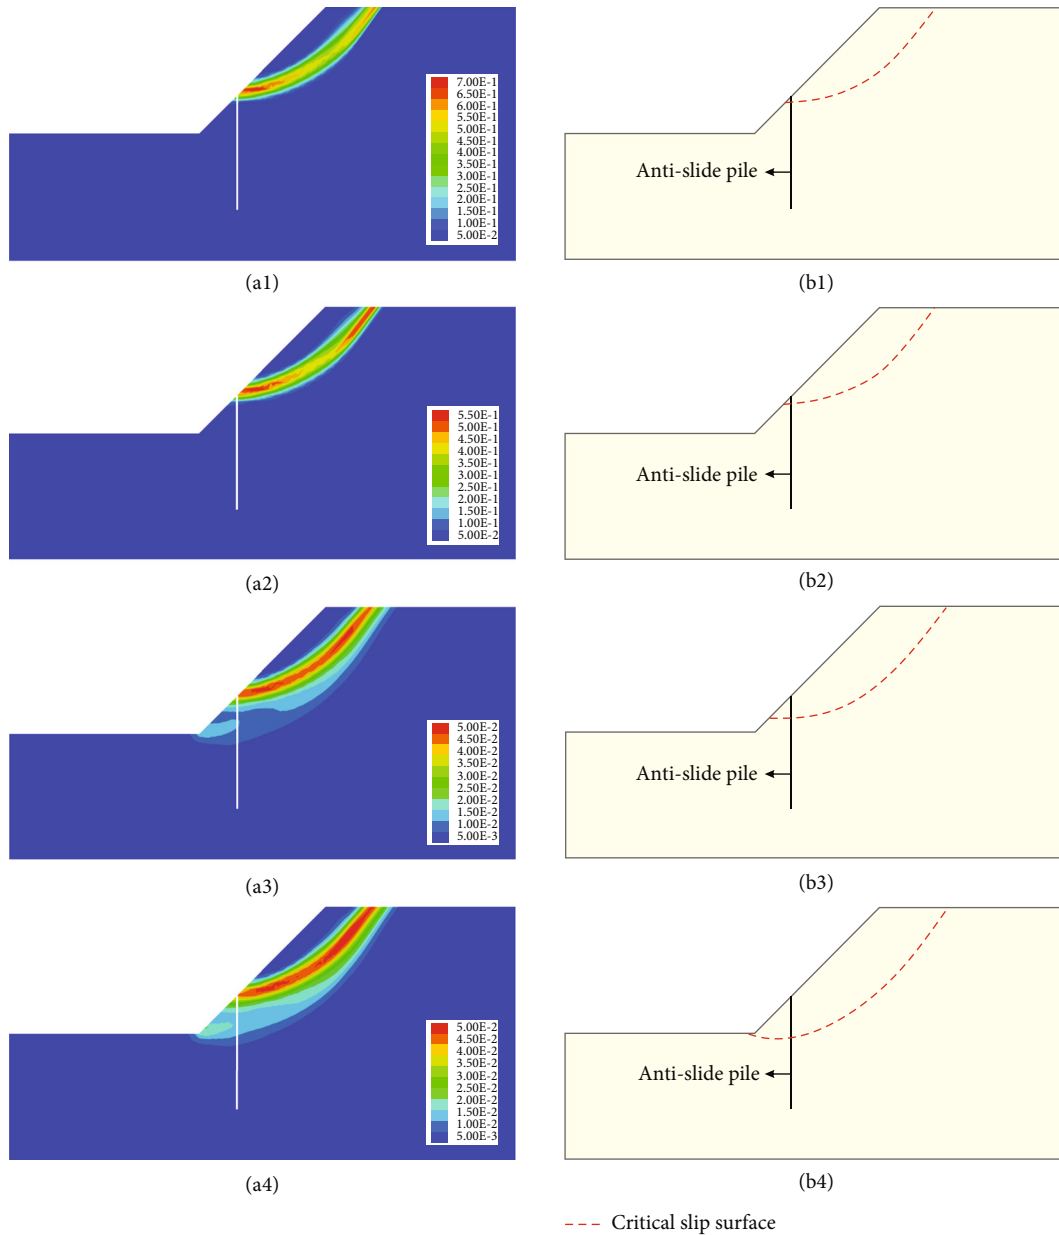 7.00E-1
6.50E-1
6.00E-1
5.50E-1
5.00E-1
4.50E-1
4.00E-1
3.50E-1
3.00E-1
2.50E-1
2.00E-1
1.50E-1
1.00E-1
5.00E-2
(a1)
Anti-slide pile
(b1)
5.50E-1
5.00E-1
4.50E-1
4.00E-1
3.50E-1
3.00E-1
2.50E-1
2.00E-1
1.50E-1
1.00E-1
5.00E-2
(a2)
Anti-slide pile
(b2)
5.00E-2
4.50E-2
4.00E-2
3.50E-2
3.00E-2
2.50E-2
2.00E-2
1.50E-2
1.00E-2
5.00E-3
(a3)
Anti-slide pile
(b3)
5.00E-2
4.50E-2
4.00E-2
3.50E-2
3.00E-2
2.50E-2
2.00E-2
1.50E-2
1.00E-2
5.00E-3
(a4)
Anti-slide pile
(b4)
Critical slip surface